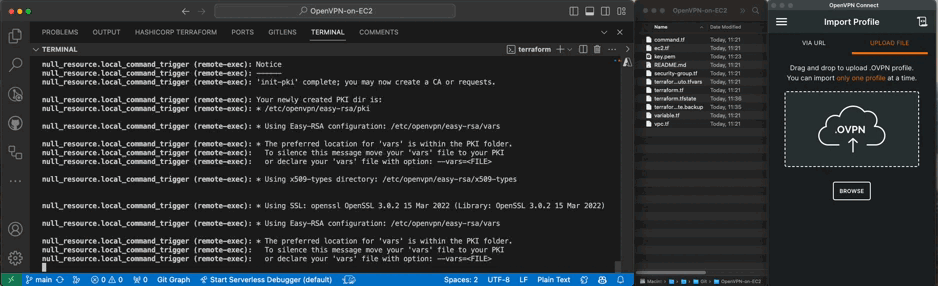 OpenVPN-on-EC2
PROBLEMS OUTPUT HASHICORP TERRAFORM PORTS GITLENS TERMINAL COMMENTS
TERMINAL
terraform
null_resource.local_command_trigger (remote-exec): Notice
null_resource.local_command_trigger (remote-exec): ------
null_resource.local_command_trigger (remote-exec): 'init-pki' complete; you may now create a CA or requests.
null_resource.local_command_trigger (remote-exec): Your newly created PKI dir is:
null_resource.local_command_trigger (remote-exec): * /etc/openvpn/easy-rsa/pki
null_resource.local_command_trigger (remote-exec): * Using Easy-RSA configuration: /etc/openvpn/easy-rsa/vars
null_resource.local_command_trigger (remote-exec): * The preferred location for 'vars' is within the PKI folder.
null_resource.local_command_trigger (remote-exec): To silence this message move your 'vars' file to your PKI
null_resource.local_command_trigger (remote-exec): or declare your 'vars' file with option: --vars=<FILE>
null_resource.local_command_trigger (remote-exec): * Using x509-types directory: /etc/openvpn/easy-rsa/x509-types
null_resource.local_command_trigger (remote-exec): * Using SSL: openssl OpenSSL 3.0.2 15 Mar 2022 (Library: OpenSSL 3.0.2 15 Mar 2022)
null_resource.local_command_trigger (remote-exec): * Using Easy-RSA configuration: /etc/openvpn/easy-rsa/vars
null_resource.local_command_trigger (remote-exec): * The preferred location for 'vars' is within the PKI folder.
null_resource.local_command_trigger (remote-exec): To silence this message move your 'vars' file to your PKI
null_resource.local_command_trigger (remote-exec): or declare your 'vars' file with option: --vars=<FILE>
main 0 0 0 Git Graph Start Serverless Debugger (default) Spaces: 2 UTF-8 LF Plain Text
OpenVPN-on-EC2
Name Date Modified
command.tf Today, 11:21
ec2.tf Today, 11:21
key.pem Today, 11:21
README.md Today, 11:21
security-group.tf Today, 11:21
terrafor...uto.tfvars Today, 11:21
terraform.tf Today, 11:21
terraform.tfstate Today, 11:36
terrafor...te.backup Today, 11:35
variable.tf Today, 11:21
vpc.tf Today, 11:21
OpenVPN-on-EC2
OpenVPN Connect
Import Profile
VIA URL UPLOAD FILE
Drag and drop to upload .OVPN profile.
You can import only one profile at a time.
.OVPN
BROWSE